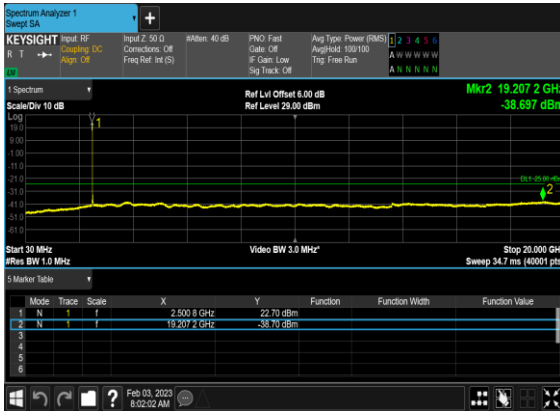 Spectrum Analyzer 1
Swept SA
KEYSIGHT
R T
Input: RF
Coupling: DC
Align: Off
Input Z: 50 Ω
Corrections: Off
Freq Ref: Int (S)
#Atten: 40 dB
PNO: Fast
Gate: Off
IF Gain: Low
Sig Track: Off
Avg Type: Power (RMS)
Avg|Hold: 100/100
Trig: Free Run
1 2 3 4 5 6
A W W W W W
A N N N N N
1 Spectrum
Scale/Div 10 dB
Ref Lvl Offset 6.00 dB
Ref Level 29.00 dBm
Mkr2 19.207 2 GHz
-38.697 dBm
Log
19.0
9.00
-1.00
-11.0
-21.0
-31.0
-41.0
-51.0
-61.0
1
DL1 -25.00 dBm
2
Start 30 MHz
#Res BW 1.0 MHz
Video BW 3.0 MHz*
Stop 20.000 GHz
Sweep 34.7 ms (40001 pts)
5 Marker Table
Mode Trace Scale X Y Function Function Width Function Value
1 N 1 f 2.500 8 GHz 22.70 dBm
2 N 1 f 19.207 2 GHz -38.70 dBm
3
4
5
6
?
Feb 03, 2023
8:02:02 AM